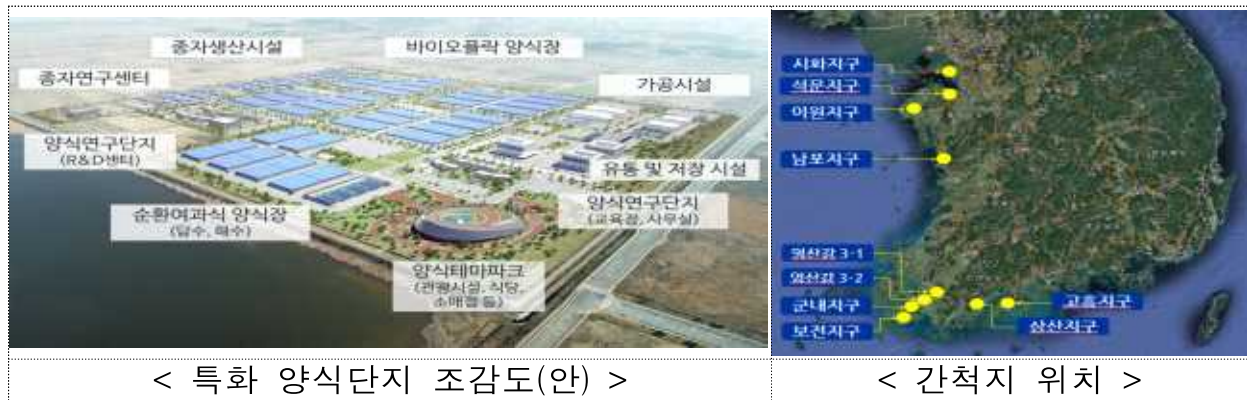 종자생산시설
바이오플락 양식장
종자연구센터
가공시설
양식연구단지
(R&D센터)
유통 및 저장 시설
순환여과식 양식장
(담수, 해수)
양식연구단지
(교육장, 사무실)
양식테마파크
(관광시설, 식당,
소매점 등)
< 특화 양식단지 조감도(안) >
시화지구
석문지구
이원지구
남포지구
영산강 3-1
영산강 3-2
군내지구
보전지구
고흥지구
삼산지구
< 간척지 위치 >